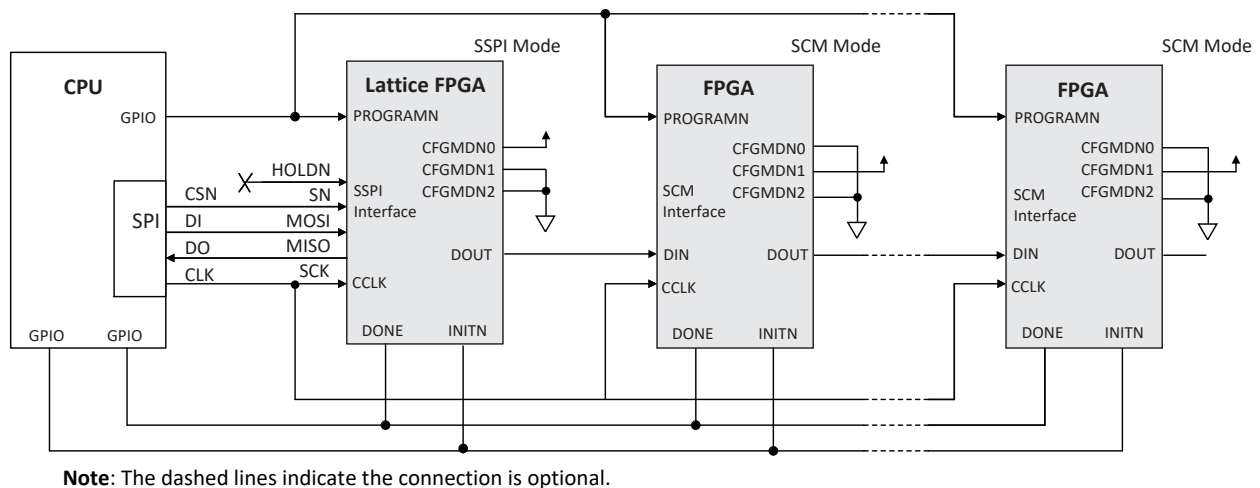 SSPI Mode
SCM Mode
SCM Mode
CPU
GPIO
SPI
CSN
DI
DO
CLK
GPIO
GPIO
HOLDN
SN
MOSI
MISO
SCK
Lattice FPGA
PROGRAMN
CFGMDN0
CFGMDN1
CFGMDN2
SSPI
Interface
DOUT
CCLK
DONE
INITN
FPGA
PROGRAMN
CFGMDN0
CFGMDN1
CFGMDN2
SCM
Interface
DIN
DOUT
CCLK
DONE
INITN
FPGA
PROGRAMN
CFGMDN0
CFGMDN1
CFGMDN2
SCM
Interface
DIN
DOUT
CCLK
DONE
INITN
Note: The dashed lines indicate the connection is optional.